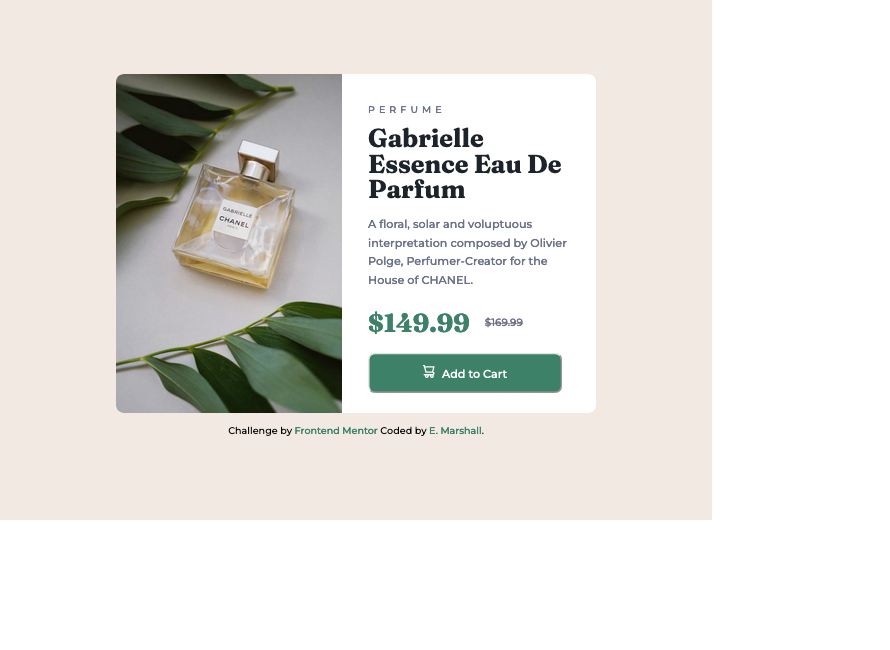 GABRIELLE
CHANEL
PERFUME
Gabrielle
Essence Eau De
Parfum
A floral, solar and voluptuous
interpretation composed by Olivier
Polge, Perfumer-Creator for the
House of CHANEL.
$149.99 $169.99
Add to Cart
Challenge by Frontend Mentor Coded by E. Marshall.